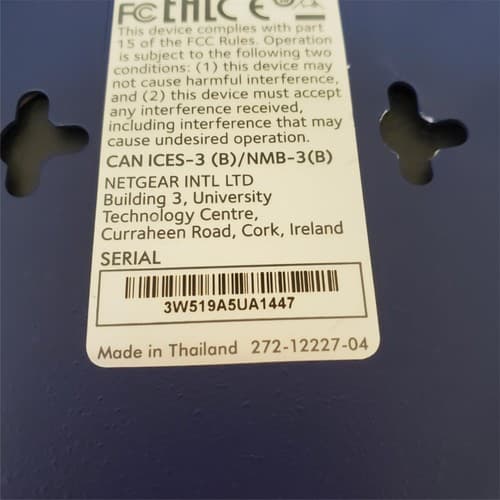 FC EAC CE
This device complies with part
15 of the FCC Rules. Operation
is subject to the following two
conditions: (1) this device may
not cause harmful interference,
and (2) this device must accept
any interference received,
including interference that may
cause undesired operation.
CAN ICES-3 (B)/NMB-3(B)
NETGEAR INTL LTD
Building 3, University
Technology Centre,
Curraheen Road, Cork, Ireland
SERIAL
3W519A5UA1447
Made in Thailand 272-12227-04